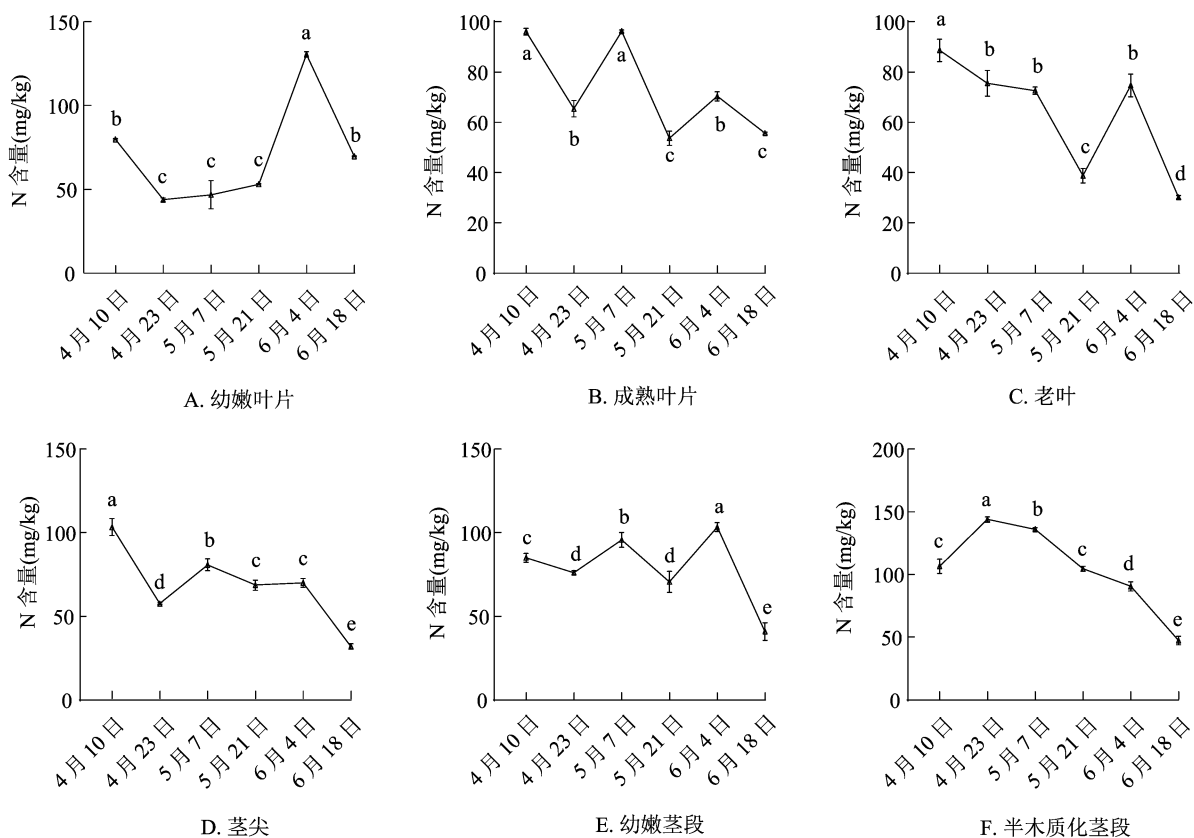 150
100
50
0
N 含量(mg/kg)
b
c
c
c
a
b
4月10日
4月23日
5月7日
5月21日
6月4日
6月18日
A. 幼嫩叶片
100
80
60
40
20
0
N 含量(mg/kg)
a
b
a
c
b
c
4月10日
4月23日
5月7日
5月21日
6月4日
6月18日
B. 成熟叶片
100
80
60
40
20
0
N 含量(mg/kg)
a
b
b
c
b
d
4月10日
4月23日
5月7日
5月21日
6月4日
6月18日
C. 老叶
150
100
50
0
N 含量(mg/kg)
a
d
b
c
c
e
4月10日
4月23日
5月7日
5月21日
6月4日
6月18日
D. 茎尖
150
100
50
0
N 含量(mg/kg)
c
d
b
d
a
e
4月10日
4月23日
5月7日
5月21日
6月4日
6月18日
E. 幼嫩茎段
200
150
100
50
0
N 含量(mg/kg)
c
a
b
c
d
e
4月10日
4月23日
5月7日
5月21日
6月4日
6月18日
F. 半木质化茎段